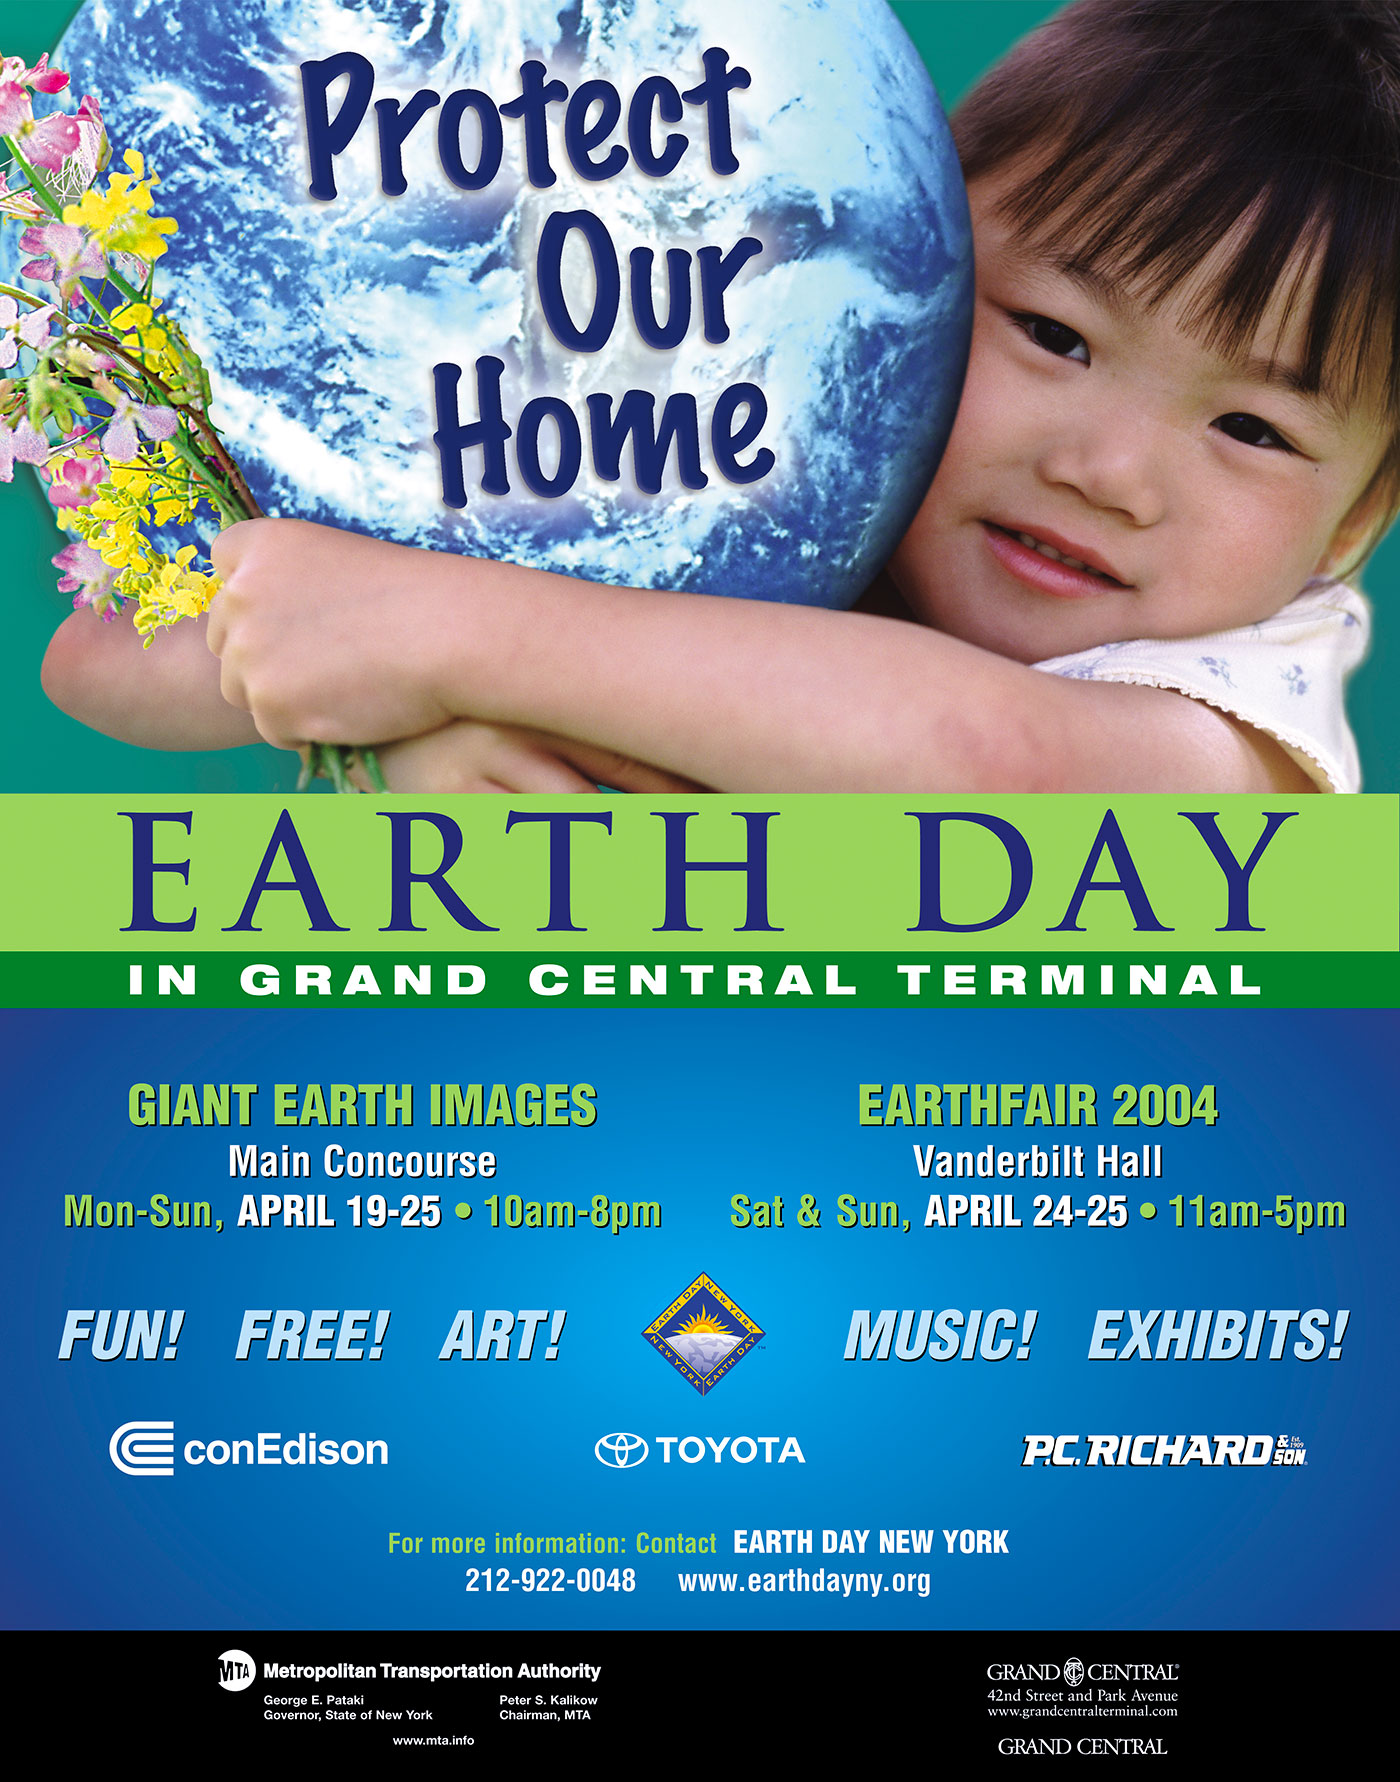 Protect
Our
Home
EARTH DAY
IN GRAND CENTRAL TERMINAL
GIANT EARTH IMAGES
Main Concourse
Mon-Sun, APRIL 19-25 • 10am-8pm
EARTHFAIR 2004
Vanderbilt Hall
Sat & Sun, APRIL 24-25 • 11am-5pm
FUN! FREE! ART!
EARTH DAY NEW YORK
NEW YORK EARTH DAY ™
MUSIC! EXHIBITS!
conEdison
TOYOTA
P.C. RICHARD & SON Est. 1909
For more information: Contact EARTH DAY NEW YORK
212-922-0048 www.earthdayny.org
MTA Metropolitan Transportation Authority
George E. Pataki
Governor, State of New York
Peter S. Kalikow
Chairman, MTA
www.mta.info
GRAND CENTRAL®
42nd Street and Park Avenue
www.grandcentralterminal.com
GRAND CENTRAL